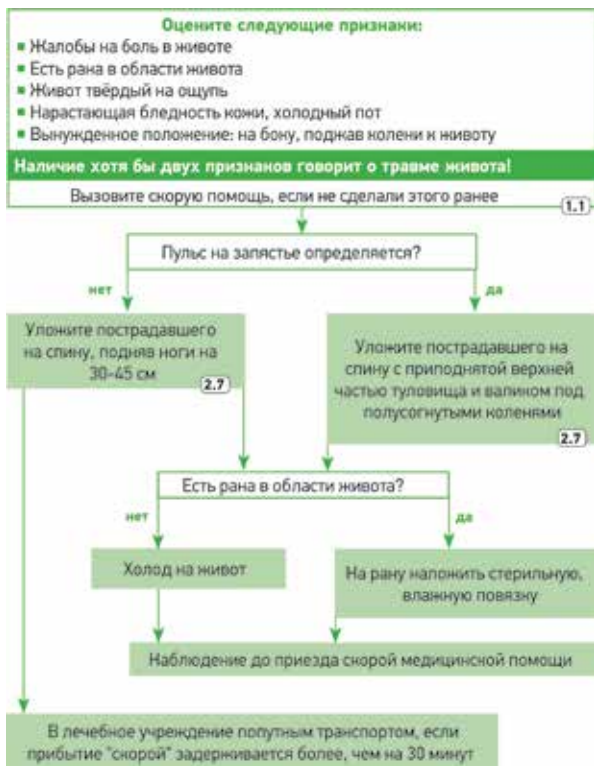 Оцените следующие признаки:
▪ Жалобы на боль в животе
▪ Есть рана в области живота
▪ Живот твёрдый на ощупь
▪ Нарастающая бледность кожи, холодный пот
▪ Вынужденное положение: на боку, поджав колени к животу
Наличие хотя бы двух признаков говорит о травме живота!
Вызовите скорую помощь, если не сделали этого ранее
1.1
Пульс на запястье определяется?
нет
да
Уложите пострадавшего
на спину, подняв ноги на
30-45 см
2.7
Уложите пострадавшего на
спину с приподнятой верхней
частью туловища и валиком под
полусогнутыми коленями
2.7
Есть рана в области живота?
нет
да
Холод на живот
На рану наложить стерильную,
влажную повязку
Наблюдение до приезда скорой медицинской помощи
В лечебное учреждение попутным транспортом, если
прибытие "скорой" задерживается более, чем на 30 минут